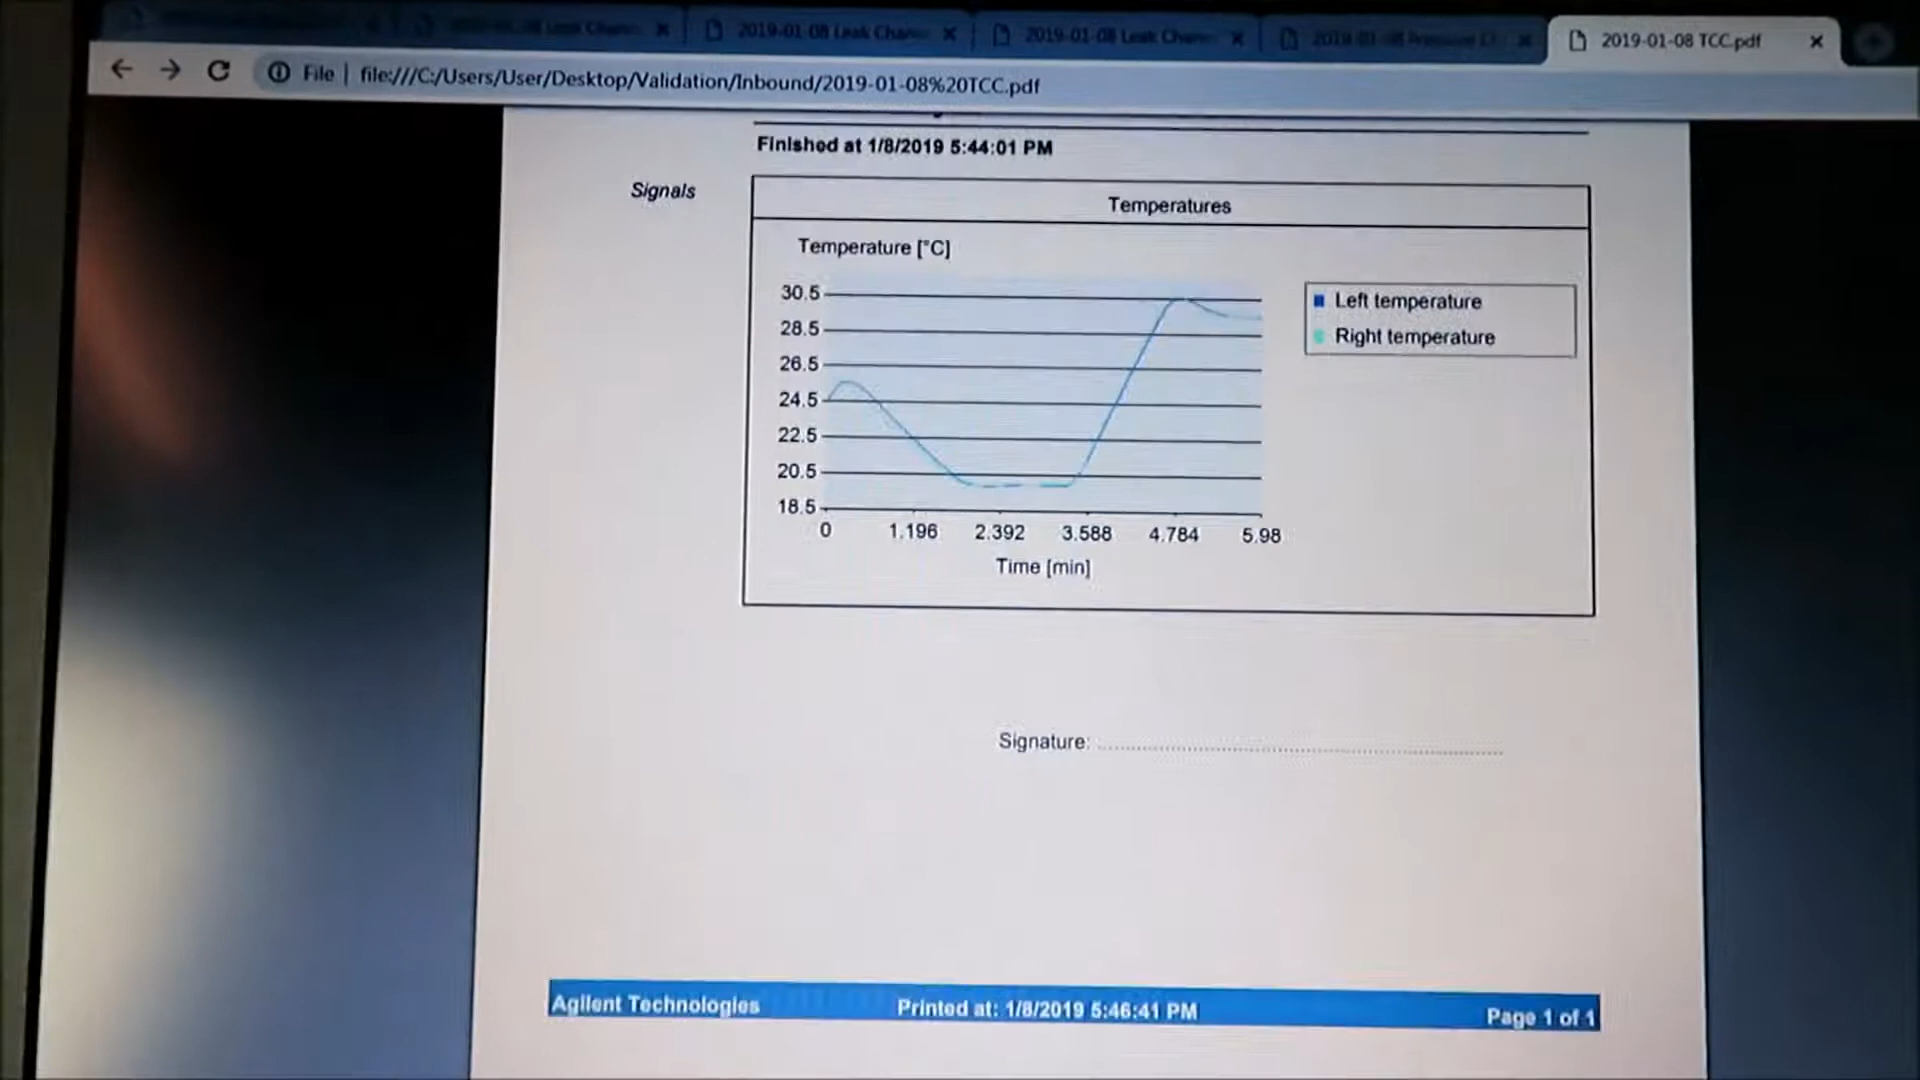 2019-01-08 Leak Chann
2019-01-08 Leak Chann
2019-01-08 TCC.pdf
File | file:///C:/Users/User/Desktop/Validation/Inbound/2019-01-08%20TCC.pdf
Finished at 1/8/2019 5:44:01 PM
Signals
Temperatures
Temperature [°C]
30.5
28.5
26.5
24.5
22.5
20.5
18.5
0 1.196 2.392 3.588 4.784 5.98
Time [min]
Left temperature
Right temperature
Signature:
Agilent Technologies Printed at: 1/8/2019 5:46:41 PM Page 1 of 1